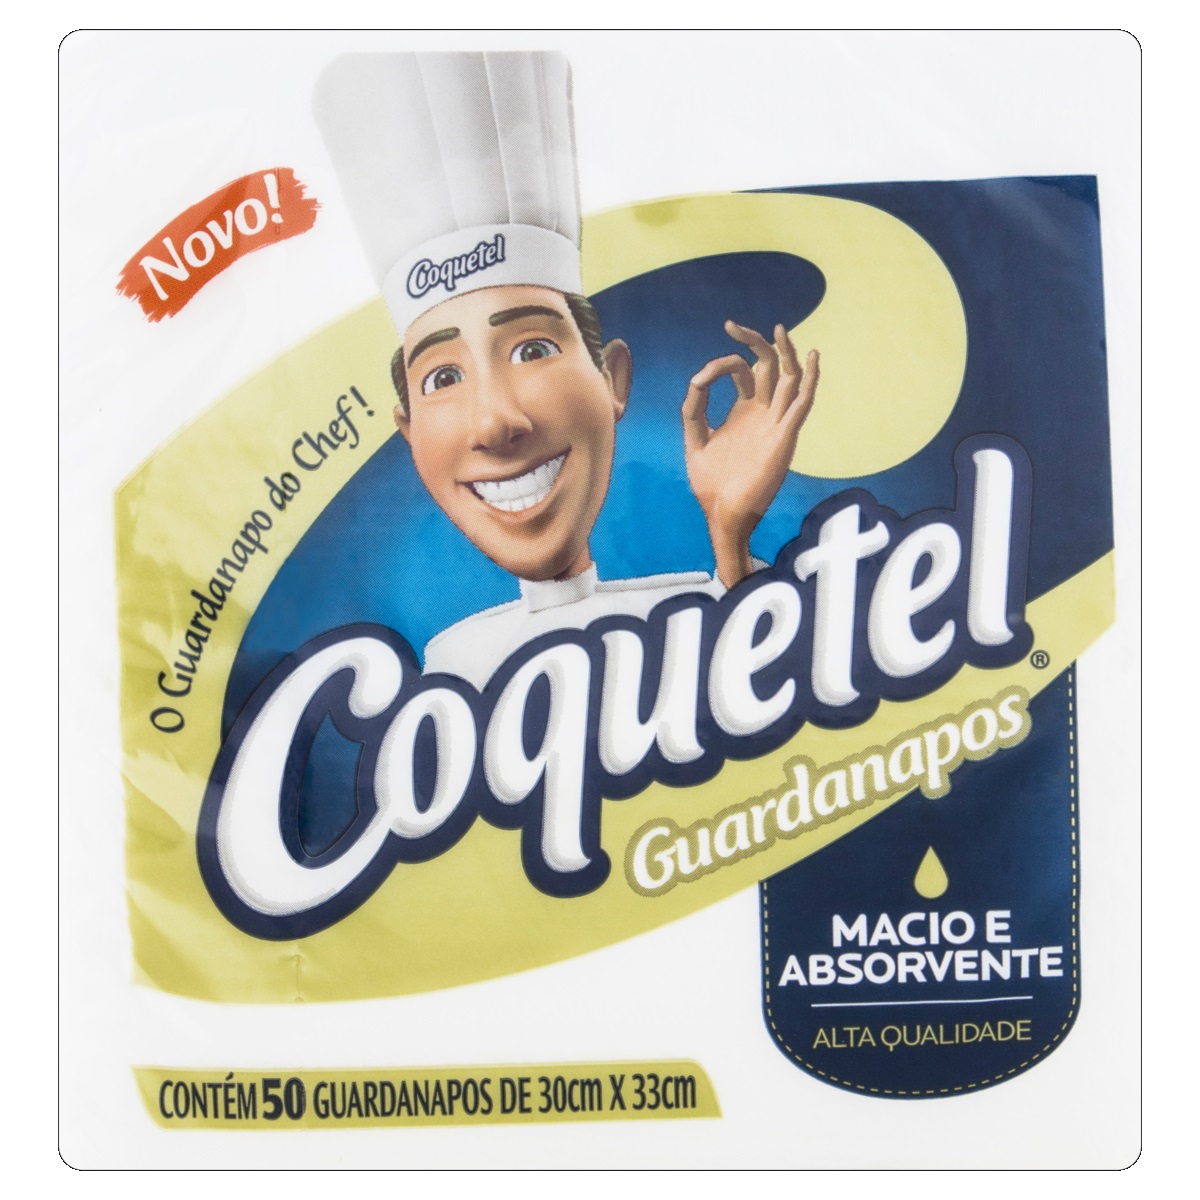 Novo!
Coquetel
O Guardanapo do Chef!
Coquetel®
Guardanapos
MACIO E
ABSORVENTE
ALTA QUALIDADE
CONTÉM 50 GUARDANAPOS DE 30cm X 33cm